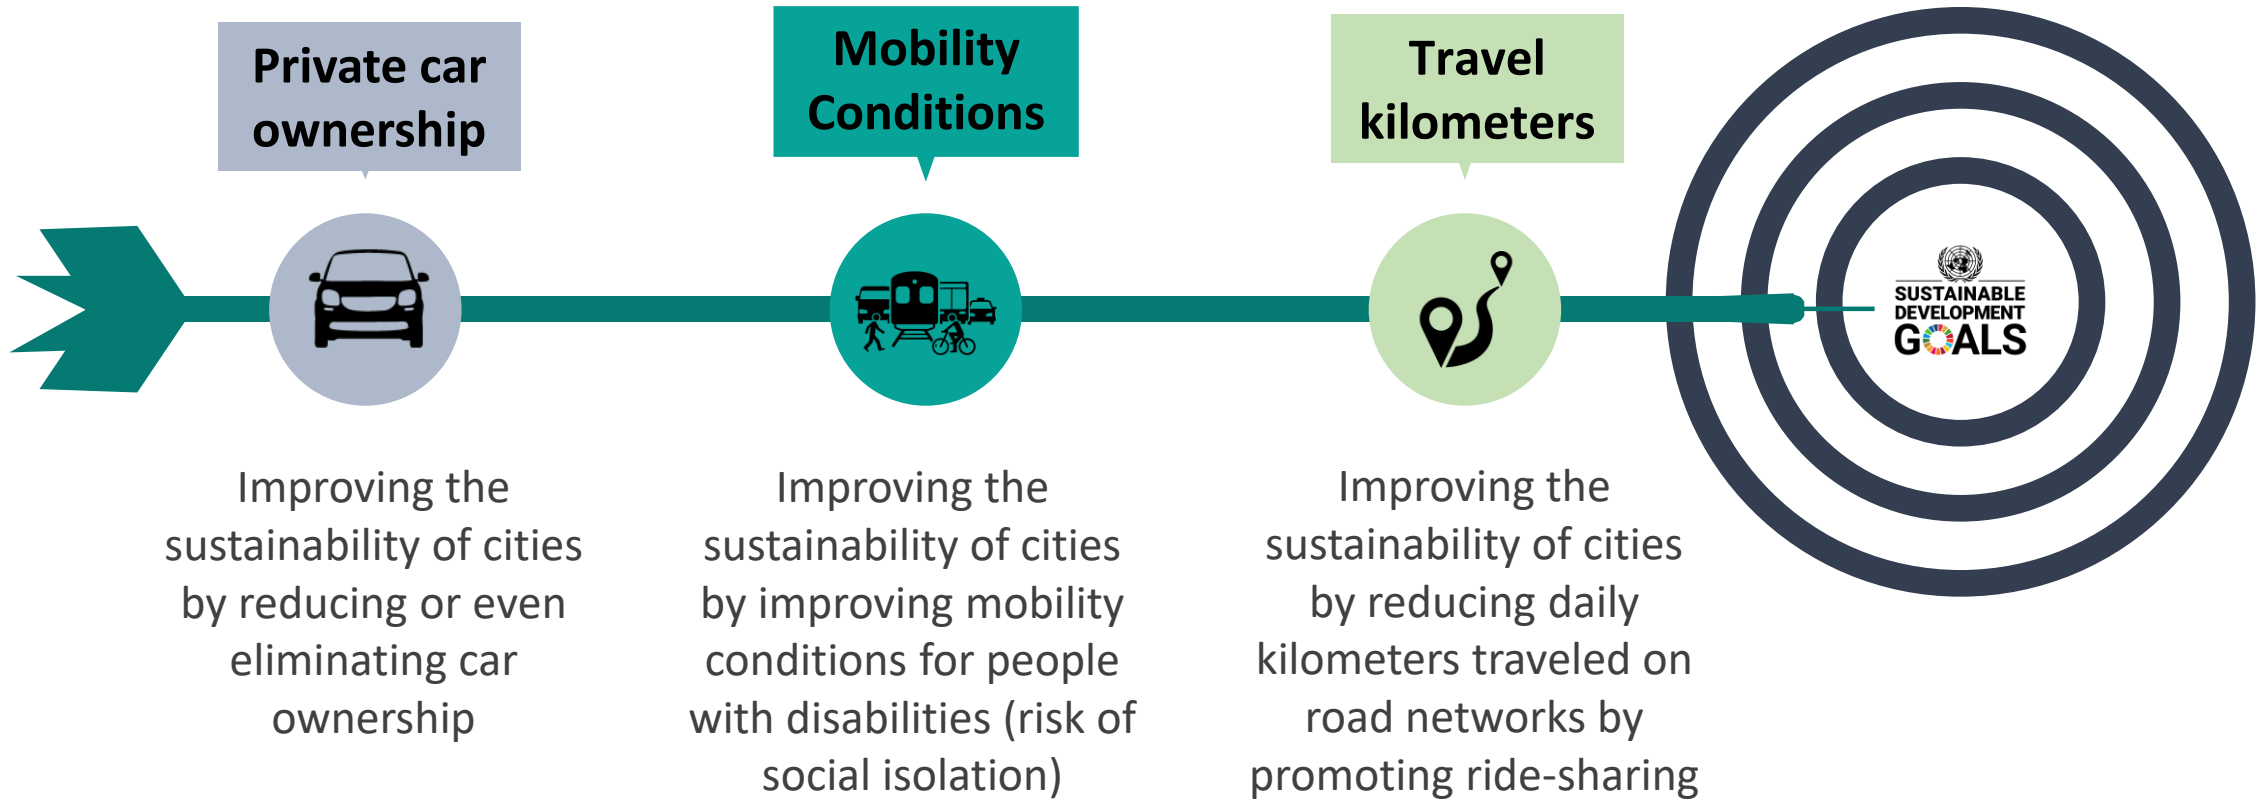 Private car
ownership
Mobility
Conditions
Travel
kilometers
SUSTAINABLE
DEVELOPMENT
GOALS
Improving the
sustainability of cities
by reducing or even
eliminating car
ownership
Improving the
sustainability of cities
by improving mobility
conditions for people
with disabilities (risk of
social isolation)
Improving the
sustainability of cities
by reducing daily
kilometers traveled on
road networks by
promoting ride-sharing